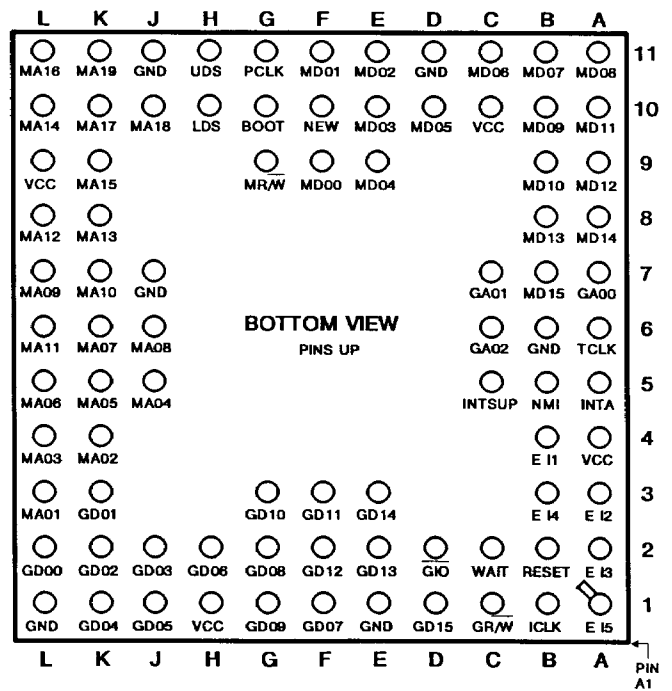 L K J H G F E D C B A
MA16 MA19 GND UDS PCLK MD01 MD02 GND MD06 MD07 MD08 11
MA14 MA17 MA18 LDS BOOT NEW MD03 MD05 VCC MD09 MD11 10
VCC MA15 MR/W MD00 MD04 MD10 MD12 9
MA12 MA13 MD13 MD14 8
MA09 MA10 GND GA01 MD15 GA00 7
BOTTOM VIEW
MA11 MA07 MA08 PINS UP GA02 GND TCLK 6
MA06 MA05 MA04 INTSUP NMI INTA 5
MA03 MA02 E I1 VCC 4
MA01 GD01 GD10 GD11 GD14 E I4 E I2 3
GD00 GD02 GD03 GD06 GD08 GD12 GD13 GIO WAIT RESET E I3 2
GND GD04 GD05 VCC GD09 GD07 GND GD15 GR/W ICLK E I5 1
L K J H G F E D C B A
PIN
A1